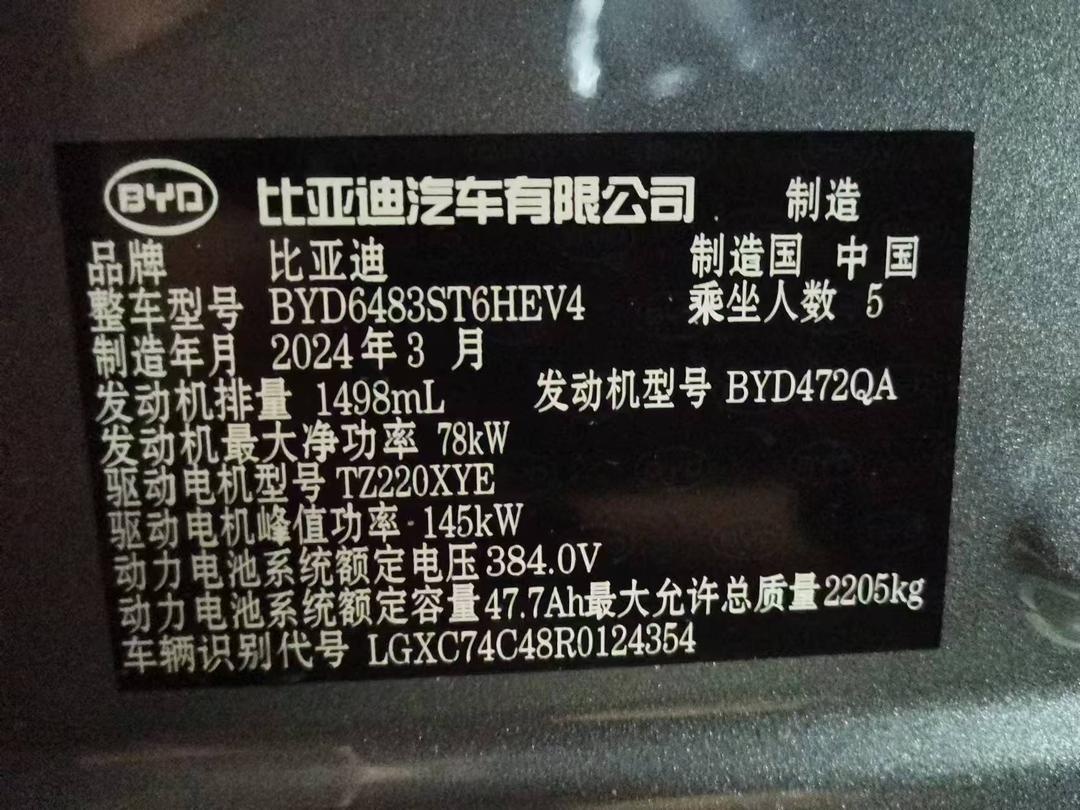 BYD 比亚迪汽车有限公司 制造
品牌 比亚迪 制造国 中国
整车型号 BYD6483ST6HEV4 乘坐人数 5
制造年月 2024年3月
发动机排量 1498mL 发动机型号 BYD472QA
发动机最大净功率 78kW
驱动电机型号 TZ220XYE
驱动电机峰值功率 145kW
动力电池系统额定电压 384.0V
动力电池系统额定容量 47.7Ah 最大允许总质量 2205kg
车辆识别代号 LGXC74C48R0124354